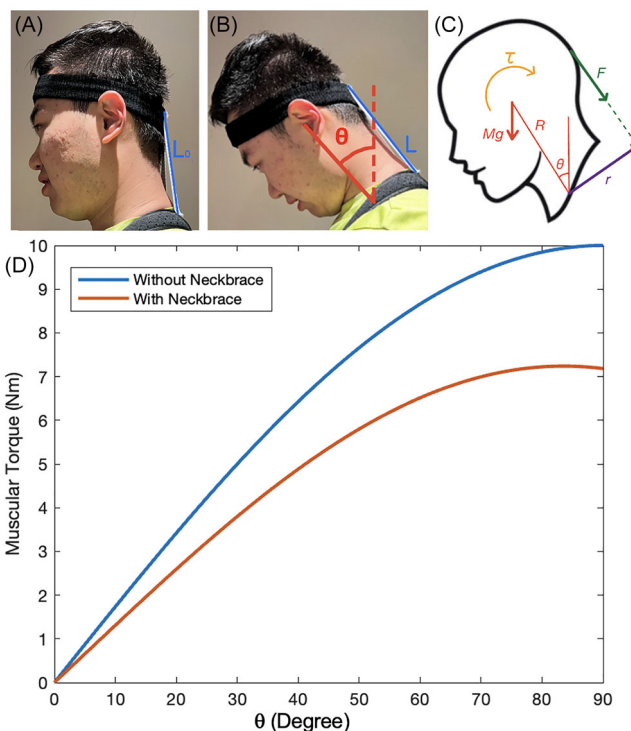 (A)
L₀
(B)
θ
L
(C)
τ
F
Mg
R
θ
r
(D)
Without Neckbrace
With Neckbrace
Muscular Torque (Nm)
10
9
8
7
6
5
4
3
2
1
0
0 10 20 30 40 50 60 70 80 90
θ (Degree)